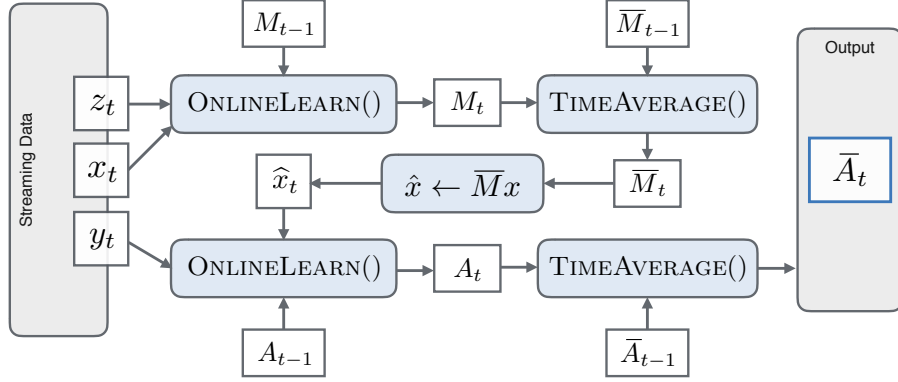 Streaming Data
z_t
x_t
y_t
M_{t−1}
ONLINELEARN()
M_t
\overline{M}_{t−1}
TIMEAVERAGE()
\overline{M}_t
\hat{x} ← \overline{M}x
\widehat{x}_t
ONLINELEARN()
A_{t−1}
A_t
TIMEAVERAGE()
\overline{A}_{t−1}
Output
\overline{A}_t